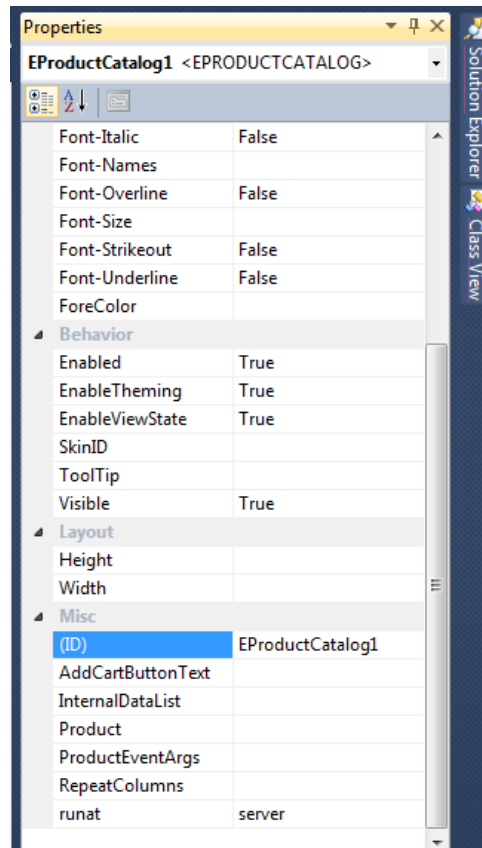 Properties
EProductCatalog1 <EPRODUCTCATALOG>
Font-Italic False
Font-Names
Font-Overline False
Font-Size
Font-Strikeout False
Font-Underline False
ForeColor
Behavior
Enabled True
EnableTheming True
EnableViewState True
SkinID
ToolTip
Visible True
Layout
Height
Width
Misc
(ID) EProductCatalog1
AddCartButtonText
InternalDataList
Product
ProductEventArgs
RepeatColumns
runat server
Solution Explorer
Class View